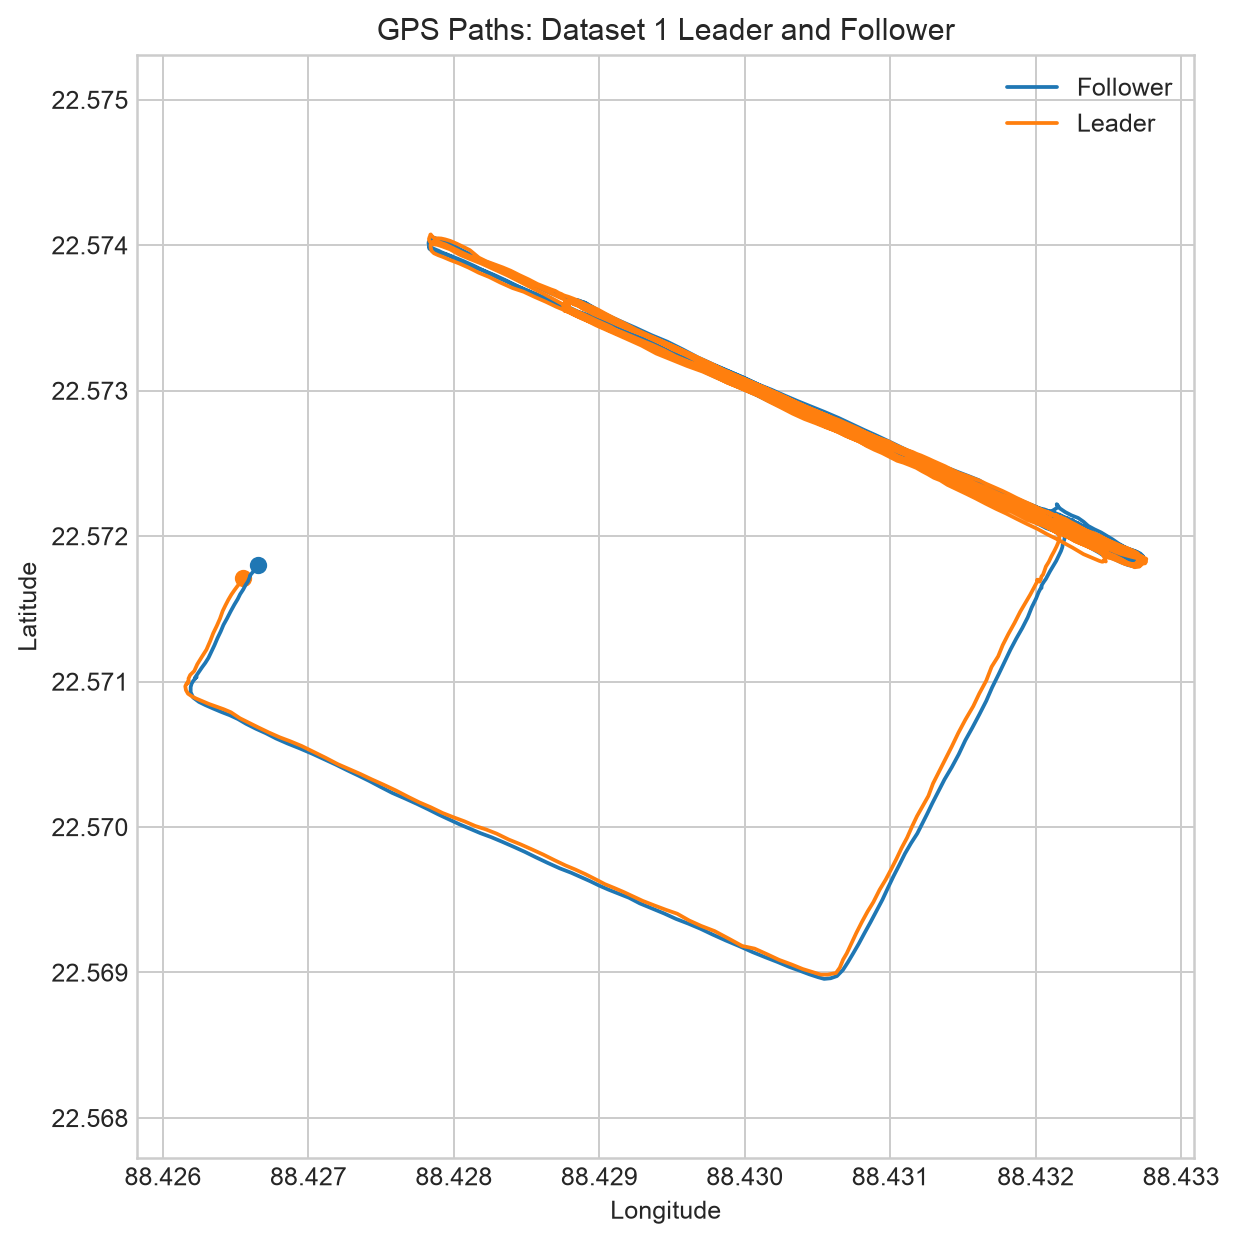 GPS Paths: Dataset 1 Leader and Follower
Follower
Leader
22.575
22.574
22.573
22.572
22.571
22.570
22.569
22.568
Latitude
88.426 88.427 88.428 88.429 88.430 88.431 88.432 88.433
Longitude